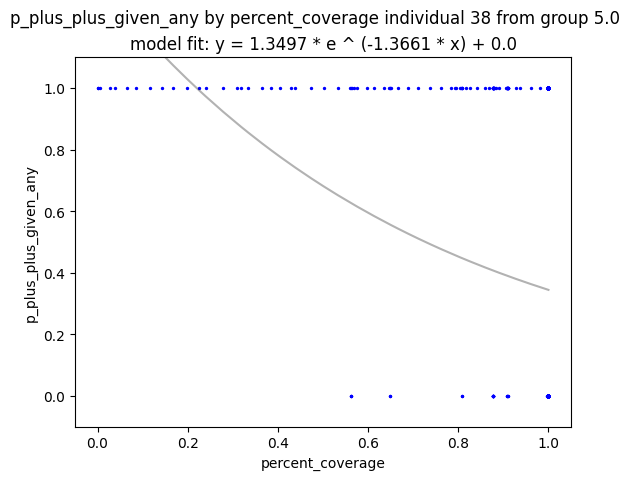 p_plus_plus_given_any by percent_coverage individual 38 from group 5.0
model fit: y = 1.3497 * e ^ (-1.3661 * x) + 0.0
1.0
0.8
0.6
0.4
0.2
0.0
p_plus_plus_given_any
0.0 0.2 0.4 0.6 0.8 1.0
percent_coverage